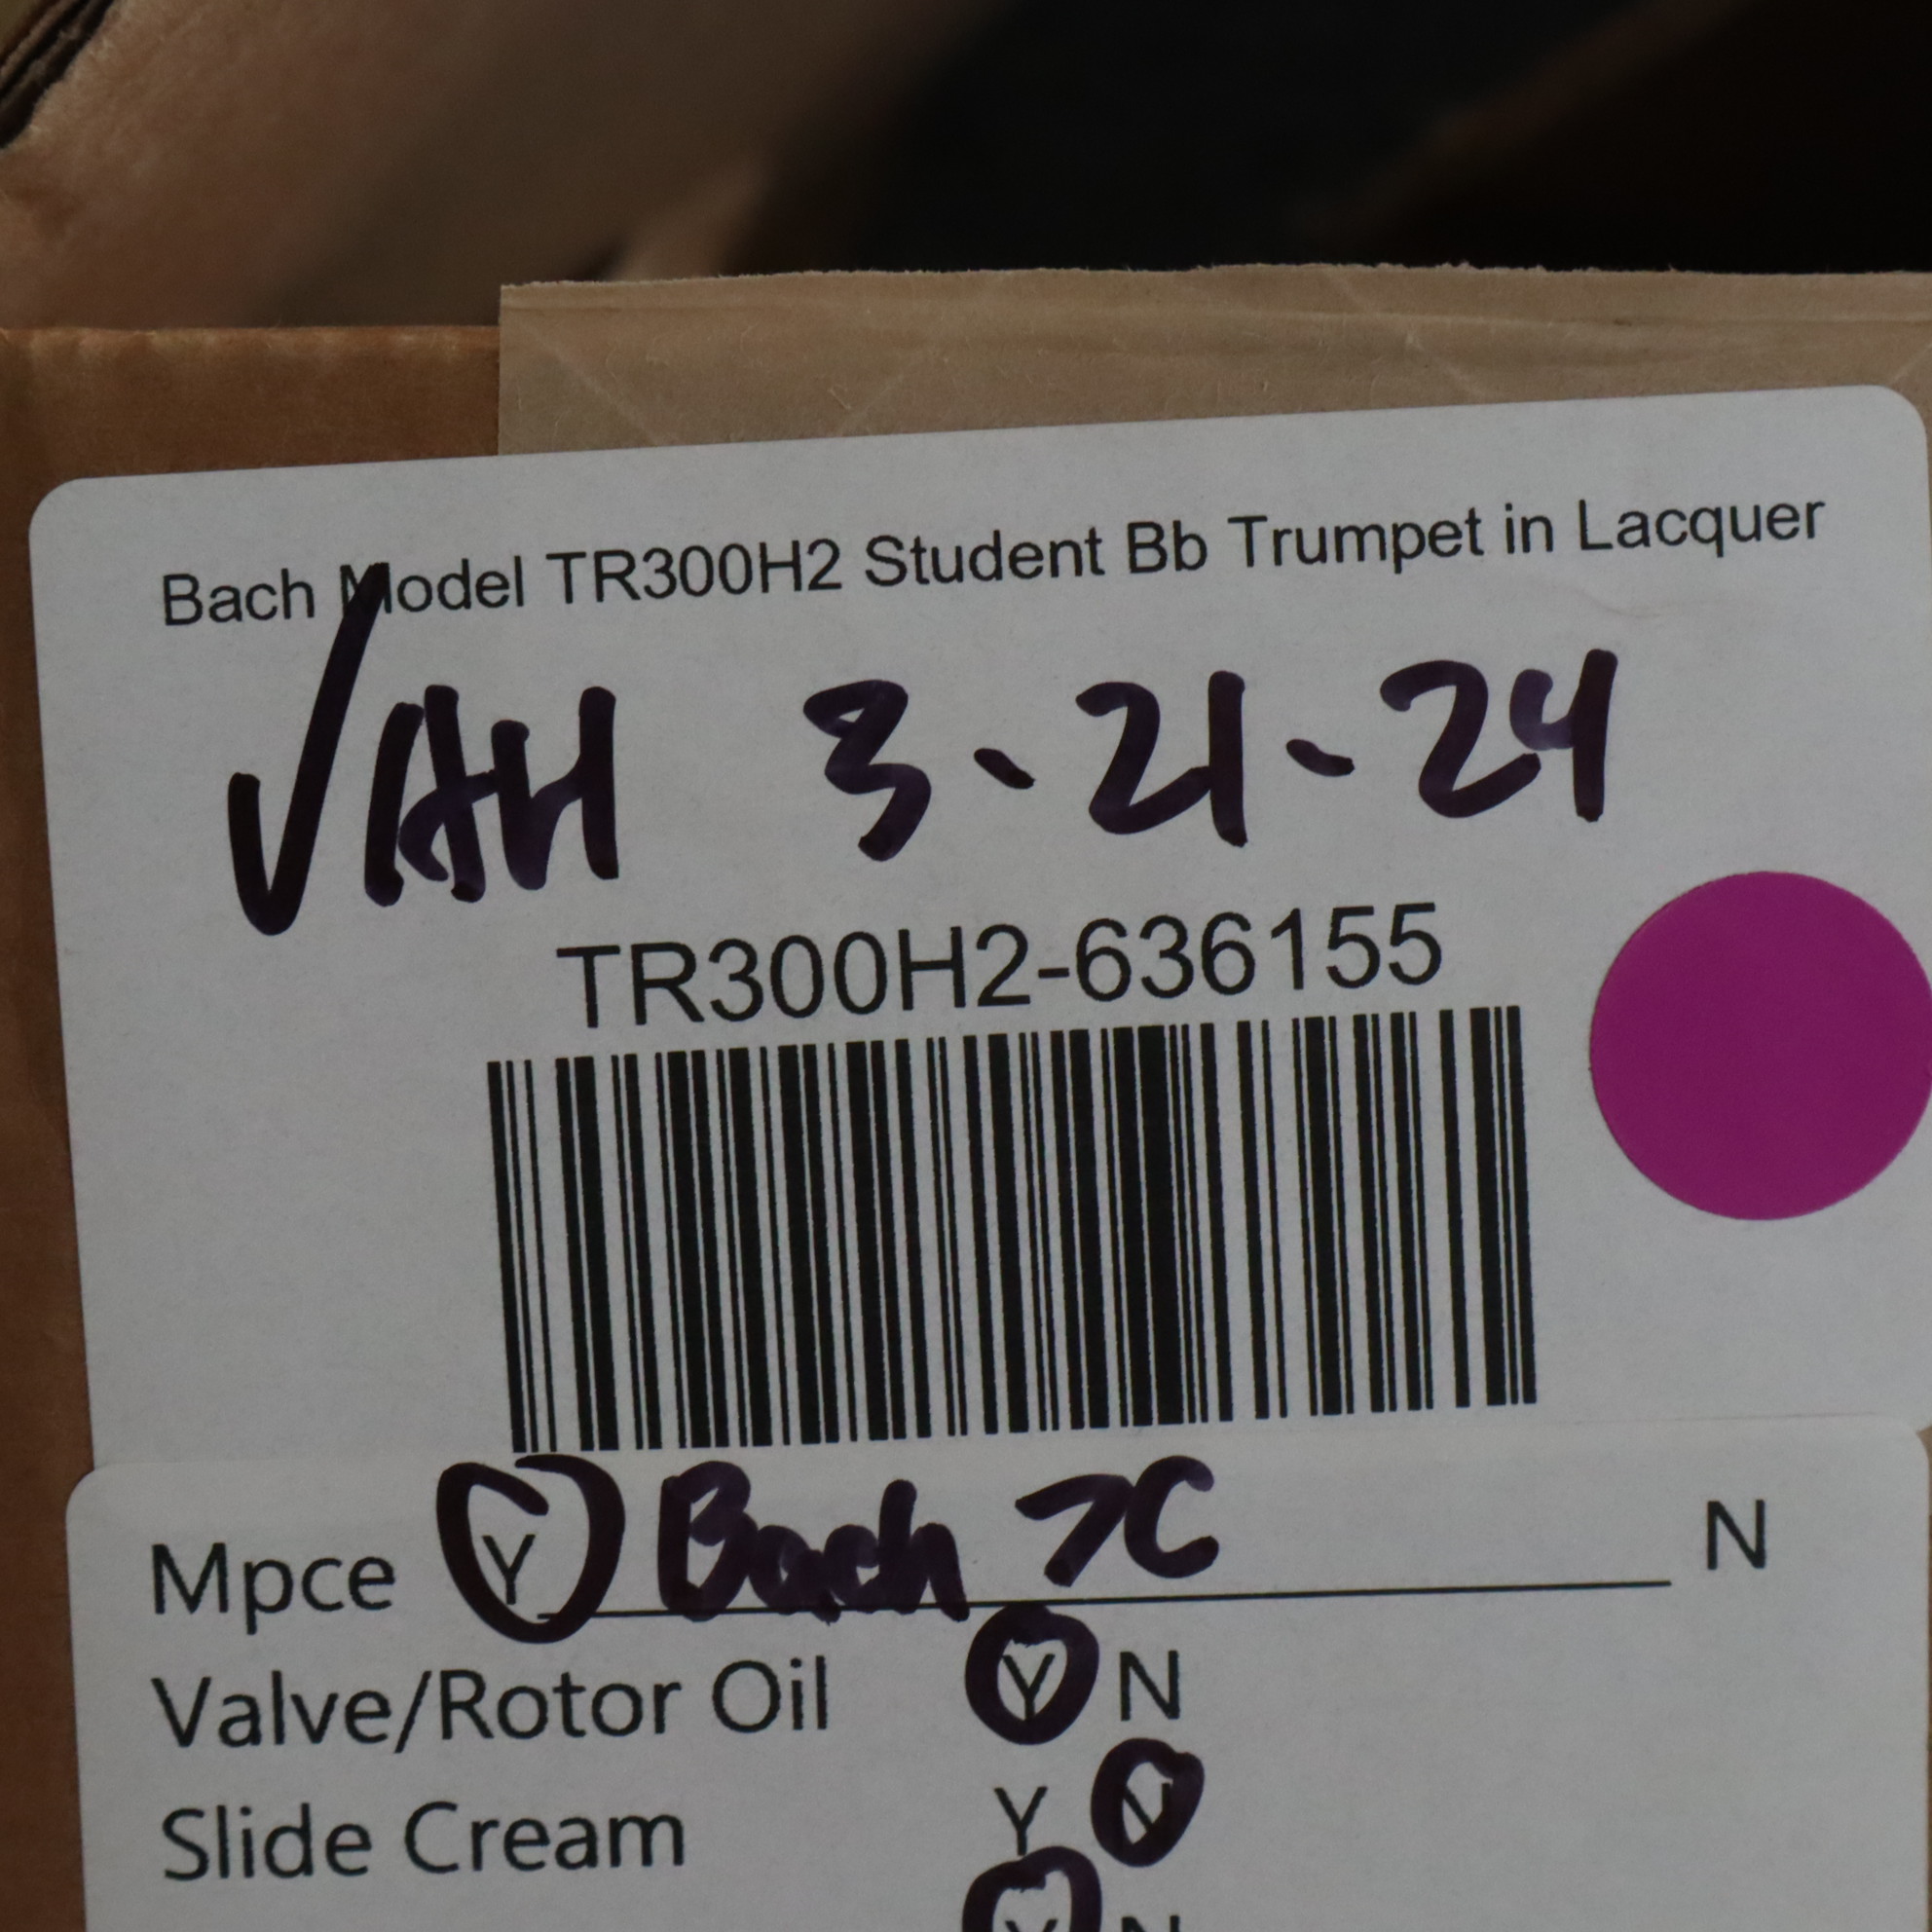 Bach Model TR300H2 Student Bb Trumpet in Lacquer
✓AH 3-21-24
TR300H2-636155
Mpce Y Bach 7C N
Valve/Rotor Oil Y N
Slide Cream Y N
Y N